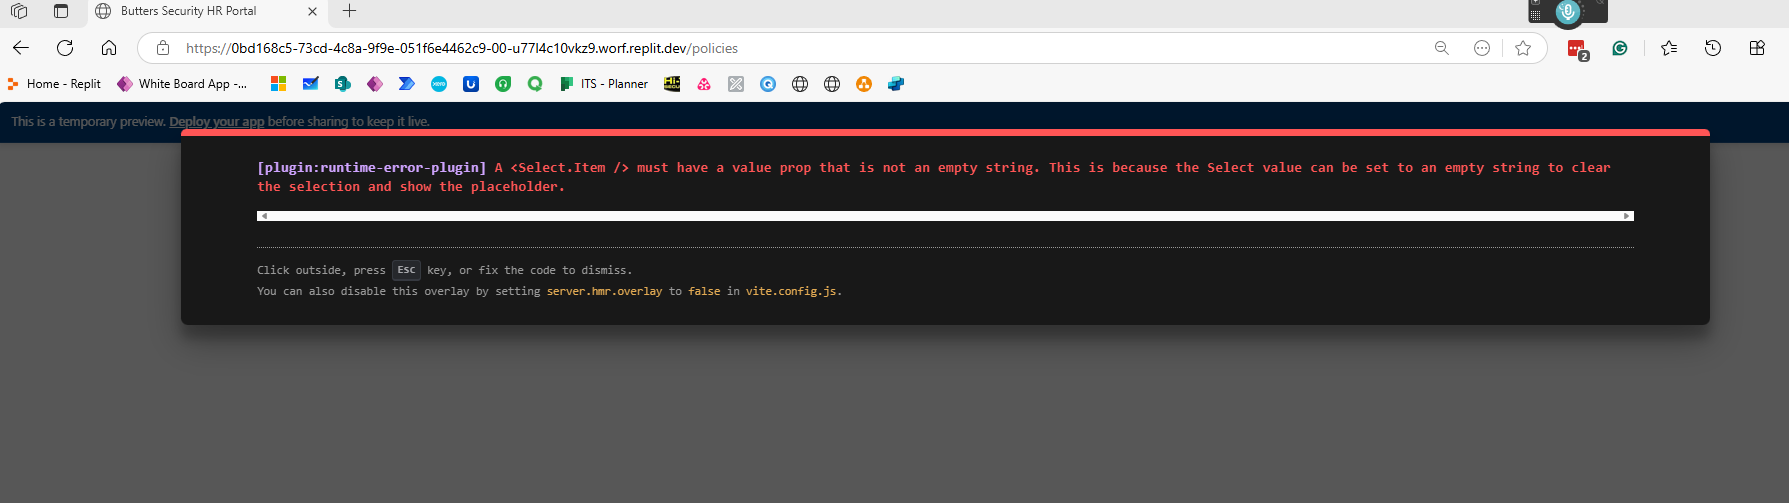 Butters Security HR Portal
https://0bd168c5-73cd-4c8a-9f9e-051f6e4462c9-00-u77l4c10vkz9.worf.replit.dev/policies
2
Home - Replit
White Board App -...
ITS - Planner
This is a temporary preview. Deploy your app before sharing to keep it live.
[plugin:runtime-error-plugin] A <Select.Item /> must have a value prop that is not an empty string. This is because the Select value can be set to an empty string to clear
the selection and show the placeholder.
Click outside, press Esc key, or fix the code to dismiss.
You can also disable this overlay by setting server.hmr.overlay to false in vite.config.js.